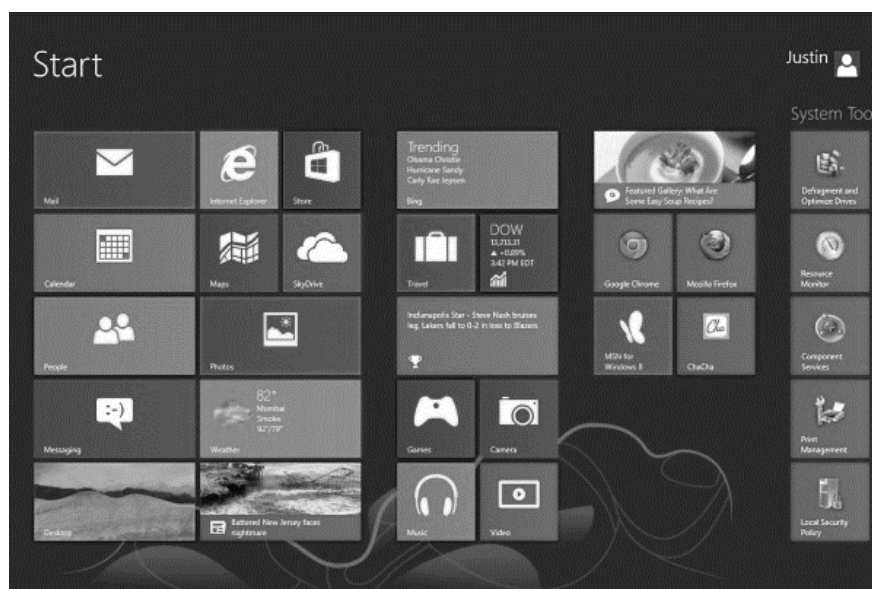 Start
Justin
Mail
Internet Explorer
Store
Calendar
Maps
SkyDrive
People
Photos
Messaging
82°
Mumbai
Smoke
92°/79°
Weather
Desktop
Battered New Jersey faces
nightmare
Trending
Obama Christie
Hurricane Sandy
Carly Rae Jepsen
Bing
Travel
DOW
13,213.31
▲ +0.89%
3:42 PM EDT
Indianapolis Star - Steve Nash bruises
leg, Lakers fall to 0-2 in loss to Blazers
Games
Camera
Music
Video
Featured Gallery: What Are
Some Easy Soup Recipes?
Google Chrome
Mozilla Firefox
MSN for
Windows 8
Cha
ChaCha
System Too
Defragment and
Optimize Drives
Resource
Monitor
Component
Services
Print
Management
Local Security
Policy